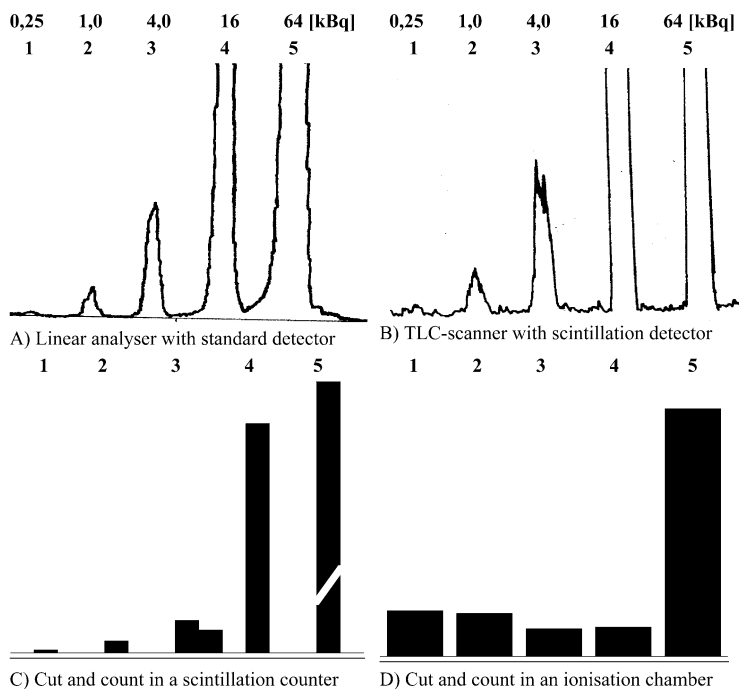 0,25 1,0 4,0 16 64 [kBq]
1 2 3 4 5
0,25 1,0 4,0 16 64 [kBq]
1 2 3 4 5
A) Linear analyser with standard detector
B) TLC-scanner with scintillation detector
1 2 3 4 5
1 2 3 4 5
C) Cut and count in a scintillation counter
D) Cut and count in an ionisation chamber